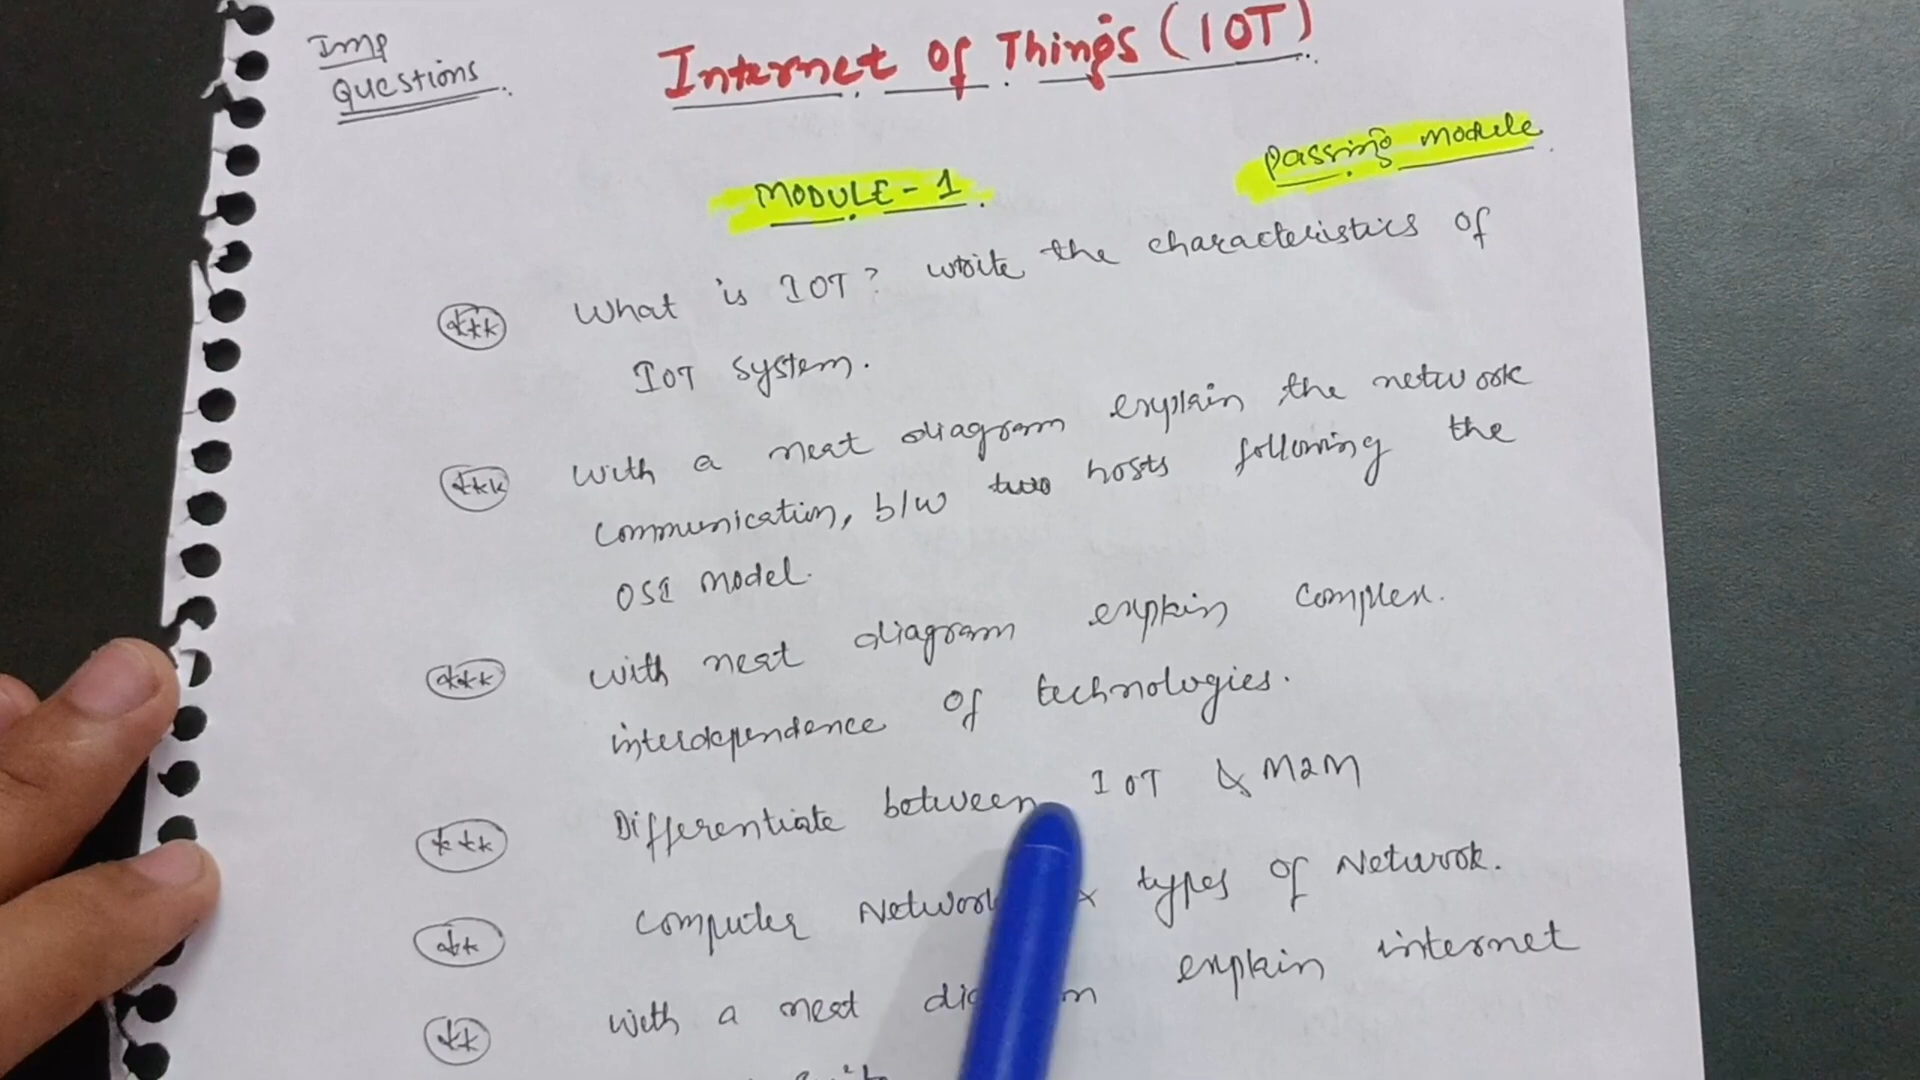 Imp
Questions
Internet of Things (IOT)
MODULE - 1
Passing Module
*** What is IOT? write the characteristics of
IOT system.
*** with a neat diagram explain the network
communication, b/w two hosts following the
OSI model.
*** with neat diagram explain complex.
interdependence of technologies.
*** Differentiate between IOT & M2M
** Computer Network types of Network.
** with a neat explain internet